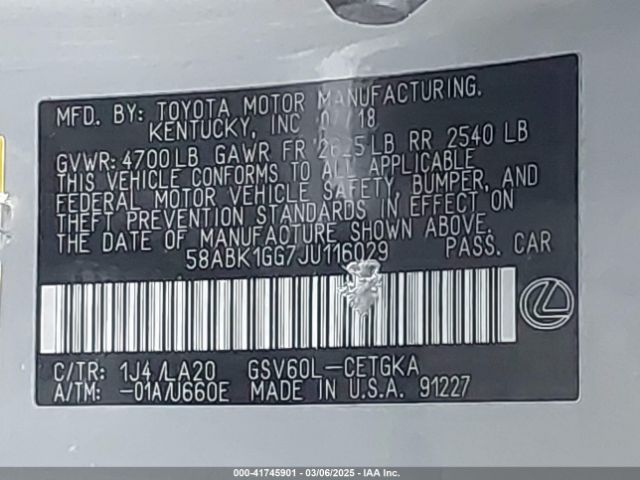 MFD. BY: TOYOTA MOTOR MANUFACTURING,
KENTUCKY, INC
GVWR: 4700 LB GAWR FR LB RR 2540 LB
THIS VEHICLE CONFORMS TO ALL APPLICABLE
FEDERAL MOTOR VEHICLE SAFETY, BUMPER, AND
THEFT PREVENTION STANDARDS IN EFFECT ON
THE DATE OF MANUFACTURE SHOWN ABOVE.
58ABK1GG7JU116029 PASS. CAR
C/TR: 1J4 /LA20 GSV60L-CETGKA
A/TM: -01A/U660E MADE IN U.S.A. 91227
000-41745901 - 03/06/2025 - IAA Inc.